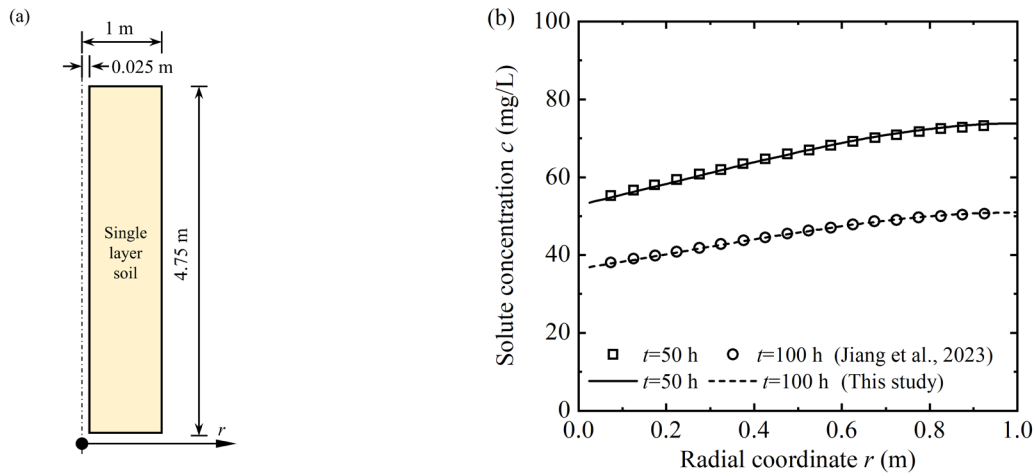 (a)
1 m
0.025 m
Single
layer
soil
4.75 m
r
(b)
Solute concentration c (mg/L)
100
80
60
40
20
0
t=50 h t=100 h (Jiang et al., 2023)
t=50 h t=100 h (This study)
0.0 0.2 0.4 0.6 0.8 1.0
Radial coordinate r (m)